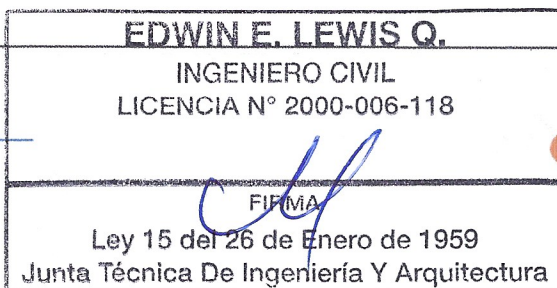 EDWIN E. LEWIS Q.
INGENIERO CIVIL
LICENCIA N° 2000-006-118
FIRMA
Ley 15 del 26 de Enero de 1959
Junta Técnica De Ingeniería Y Arquitectura